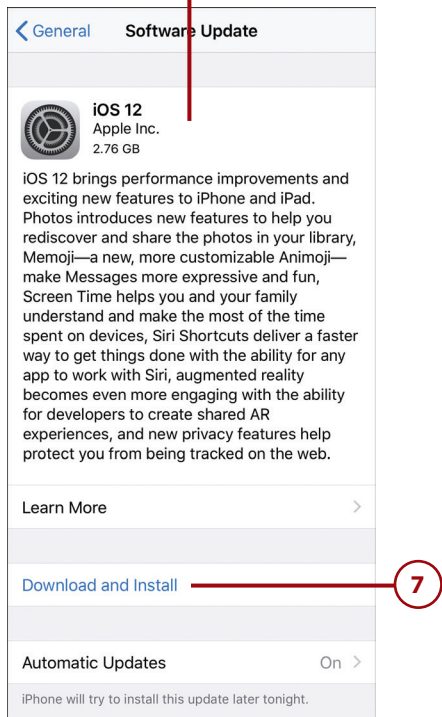 General
Software Update
iOS 12
Apple Inc.
2.76 GB
iOS 12 brings performance improvements and
exciting new features to iPhone and iPad.
Photos introduces new features to help you
rediscover and share the photos in your library,
Memoji—a new, more customizable Animoji—
make Messages more expressive and fun,
Screen Time helps you and your family
understand and make the most of the time
spent on devices, Siri Shortcuts deliver a faster
way to get things done with the ability for any
app to work with Siri, augmented reality
becomes even more engaging with the ability
for developers to create shared AR
experiences, and new privacy features help
protect you from being tracked on the web.
Learn More
Download and Install
7
Automatic Updates On
iPhone will try to install this update later tonight.